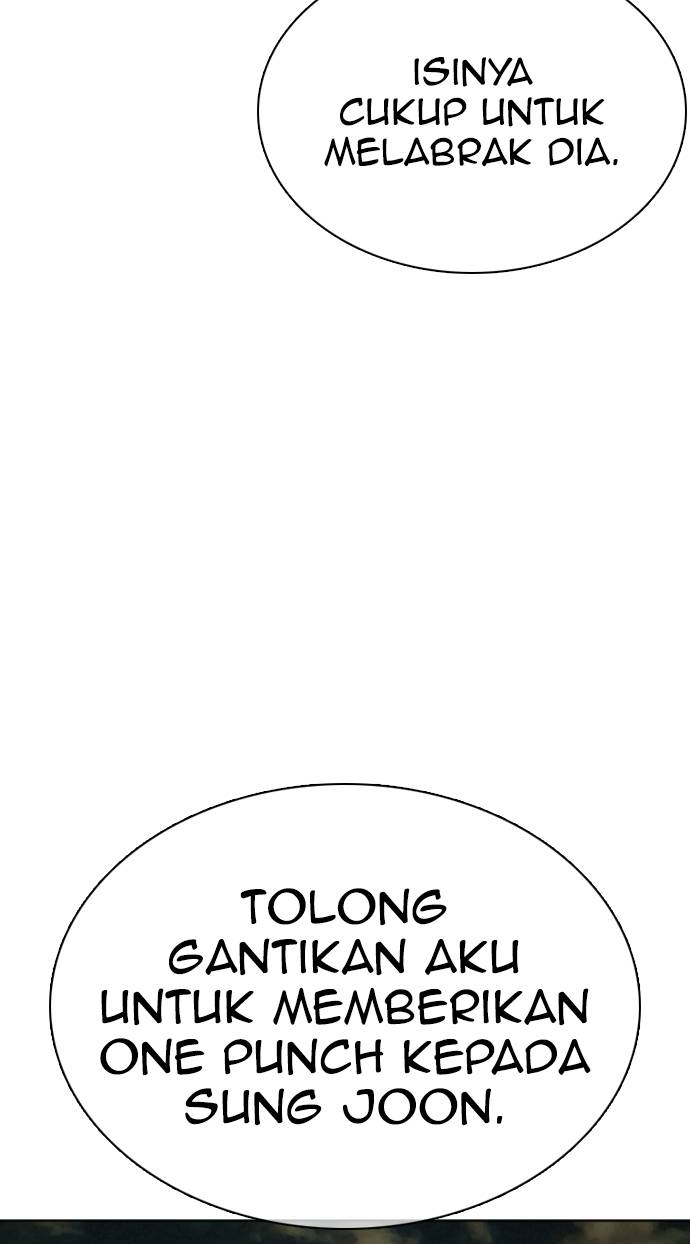 ISINYA
CUKUP UNTUK
MELABRAK DIA.
TOLONG
GANTIKAN AKU
UNTUK MEMBERIKAN
ONE PUNCH KEPADA
SUNG JOON.